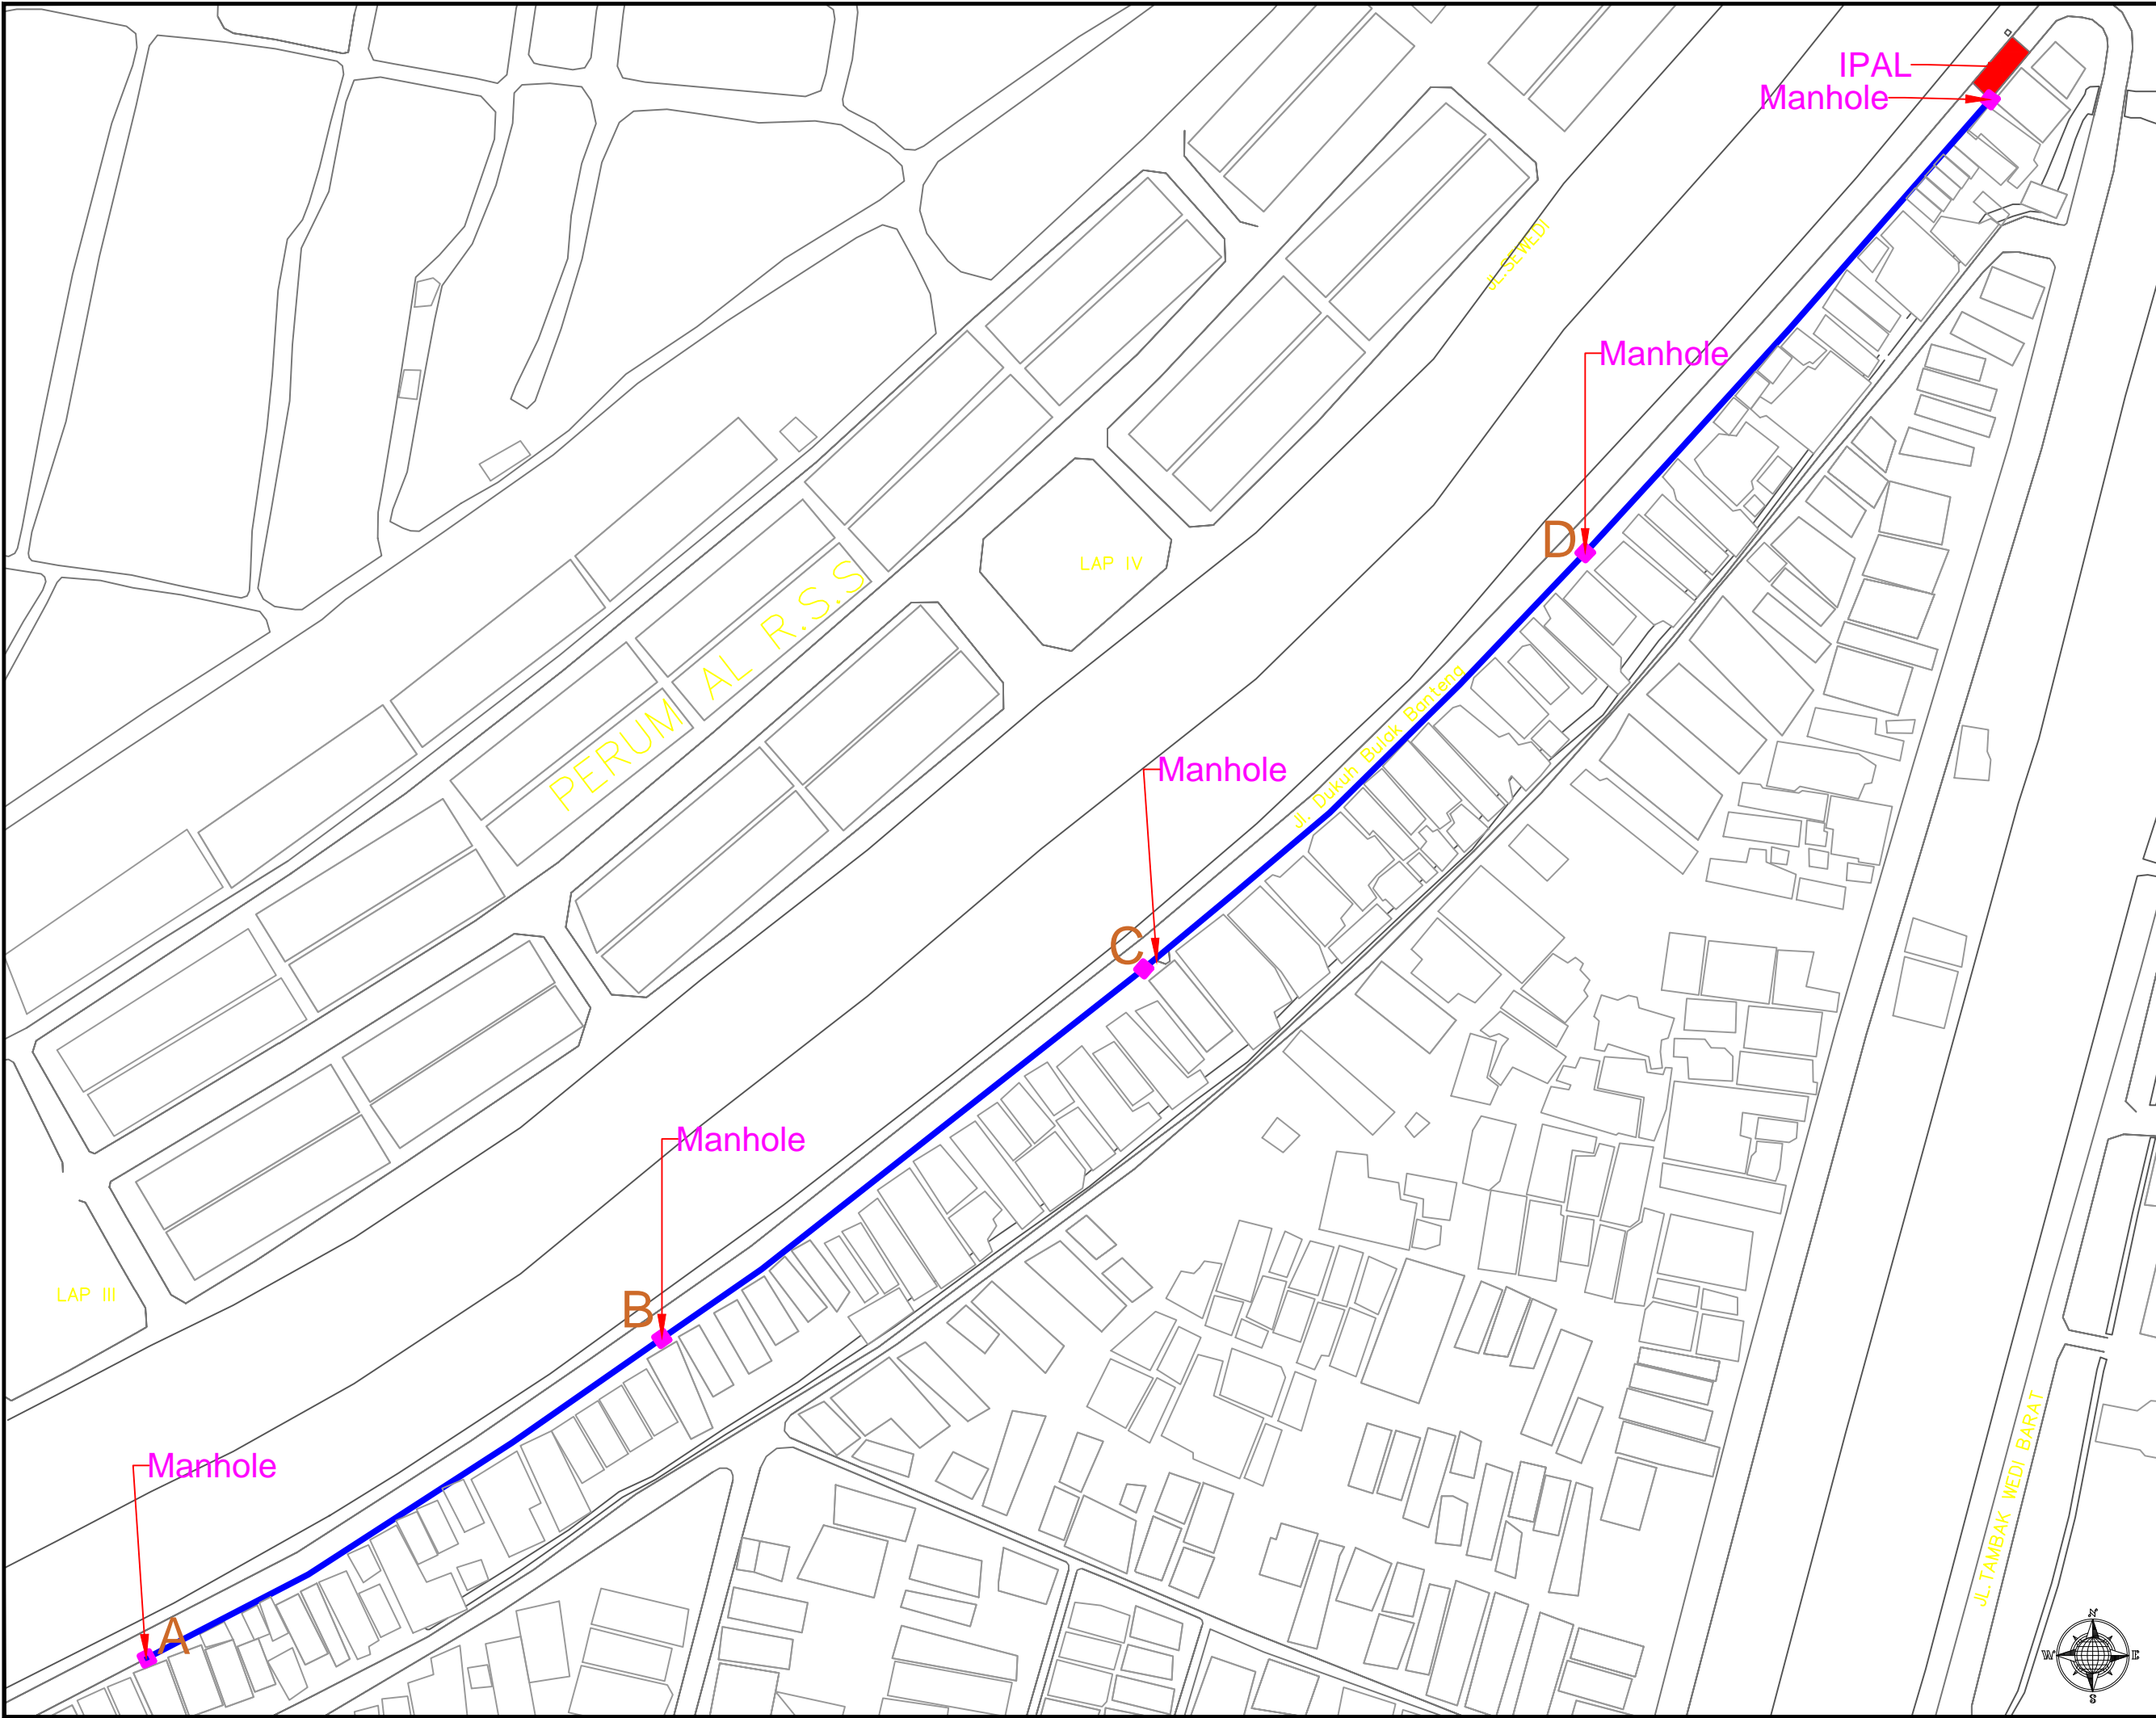 IPAL
Manhole
JL.SEWEDI
Manhole
D
LAP IV
PERUM AL R.S.S
Jl. Dukuh Bulak Banteng
Manhole
C
Manhole
B
LAP III
Manhole
A
JL.TAMBAK WEDI BARAT
N
W
E
S